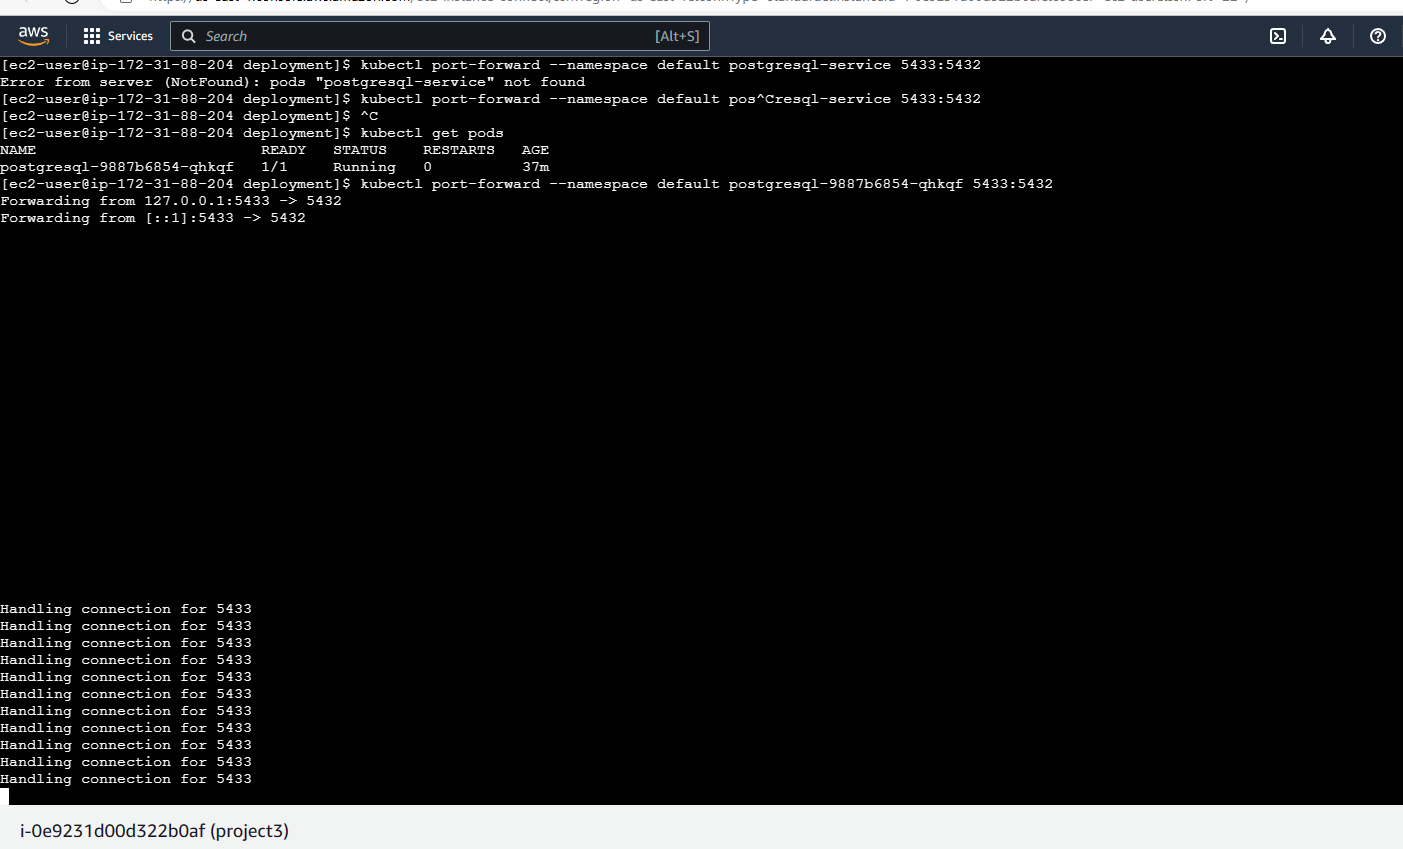 aws
Services
Search
[Alt+S]
[ec2-user@ip-172-31-88-204 deployment]$ kubectl port-forward --namespace default postgresql-service 5433:5432
Error from server (NotFound): pods "postgresql-service" not found
[ec2-user@ip-172-31-88-204 deployment]$ kubectl port-forward --namespace default pos^Cresql-service 5433:5432
[ec2-user@ip-172-31-88-204 deployment]$ ^C
[ec2-user@ip-172-31-88-204 deployment]$ kubectl get pods
NAME READY STATUS RESTARTS AGE
postgresql-9887b6854-qhkqf 1/1 Running 0 37m
[ec2-user@ip-172-31-88-204 deployment]$ kubectl port-forward --namespace default postgresql-9887b6854-qhkqf 5433:5432
Forwarding from 127.0.0.1:5433 -> 5432
Forwarding from [::1]:5433 -> 5432
Handling connection for 5433
Handling connection for 5433
Handling connection for 5433
Handling connection for 5433
Handling connection for 5433
Handling connection for 5433
Handling connection for 5433
Handling connection for 5433
Handling connection for 5433
Handling connection for 5433
Handling connection for 5433
i-0e9231d00d322b0af (project3)